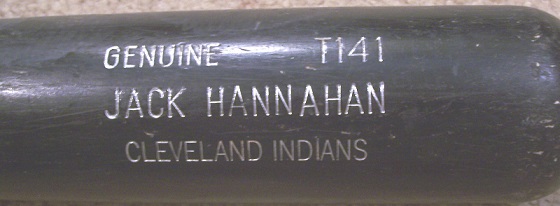 GENUINE T141
JACK HANNAHAN
CLEVELAND INDIANS